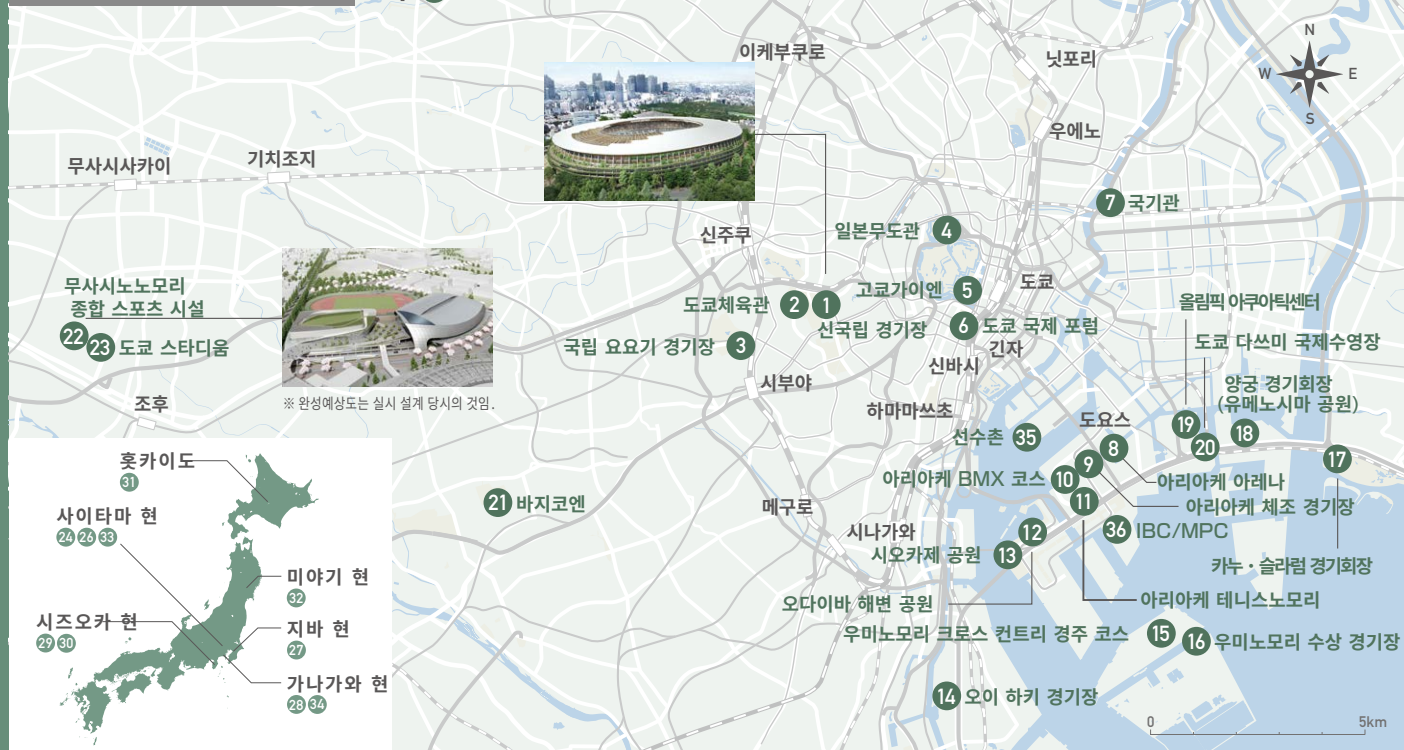 이케부쿠로
닛포리
N
W E
S
우에노
무사시사카이
기치조지
7 국기관
일본무도관 4
신주쿠
도쿄
고쿄가이엔 5
무사시노노모리
종합 스포츠 시설
22 23 도쿄 스타디움
도쿄체육관 2 1
신국립 경기장
6 도쿄 국제 포럼
올림픽 아쿠아틱센터
도쿄 다쓰미 국제수영장
국립 요요기 경기장 3
긴자
신바시
시부야
양궁 경기회장
(유메노시마 공원)
※ 완성예상도는 실시 설계 당시의 것임.
조후
하마마쓰초
도요스
19
20
18
17
선수촌 35
8
9
아리아케 BMX 코스 10
아리아케 아레나
11
아리아케 체조 경기장
홋카이도
31
사이타마 현
24 26 33
21 바지코엔
메구로
시나가와
12
36 IBC/MPC
시오카제 공원 13
카누・슬라럼 경기회장
미야기 현
32
오다이바 해변 공원
아리아케 테니스노모리
시즈오카 현
29 30
지바 현
27
우미노모리 크로스 컨트리 경주 코스 15
16 우미노모리 수상 경기장
가나가와 현
28 34
14 오이 하키 경기장
0 5km